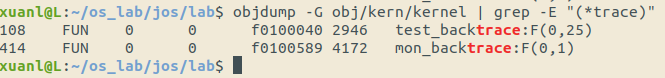 xuanl@L:~/os_lab/jos/lab$ objdump -G obj/kern/kernel | grep -E "(*trace)"
108 FUN 0 0 f0100040 2946 test_backtrace:F(0,25)
414 FUN 0 0 f0100589 4172 mon_backtrace:F(0,1)
xuanl@L:~/os_lab/jos/lab$